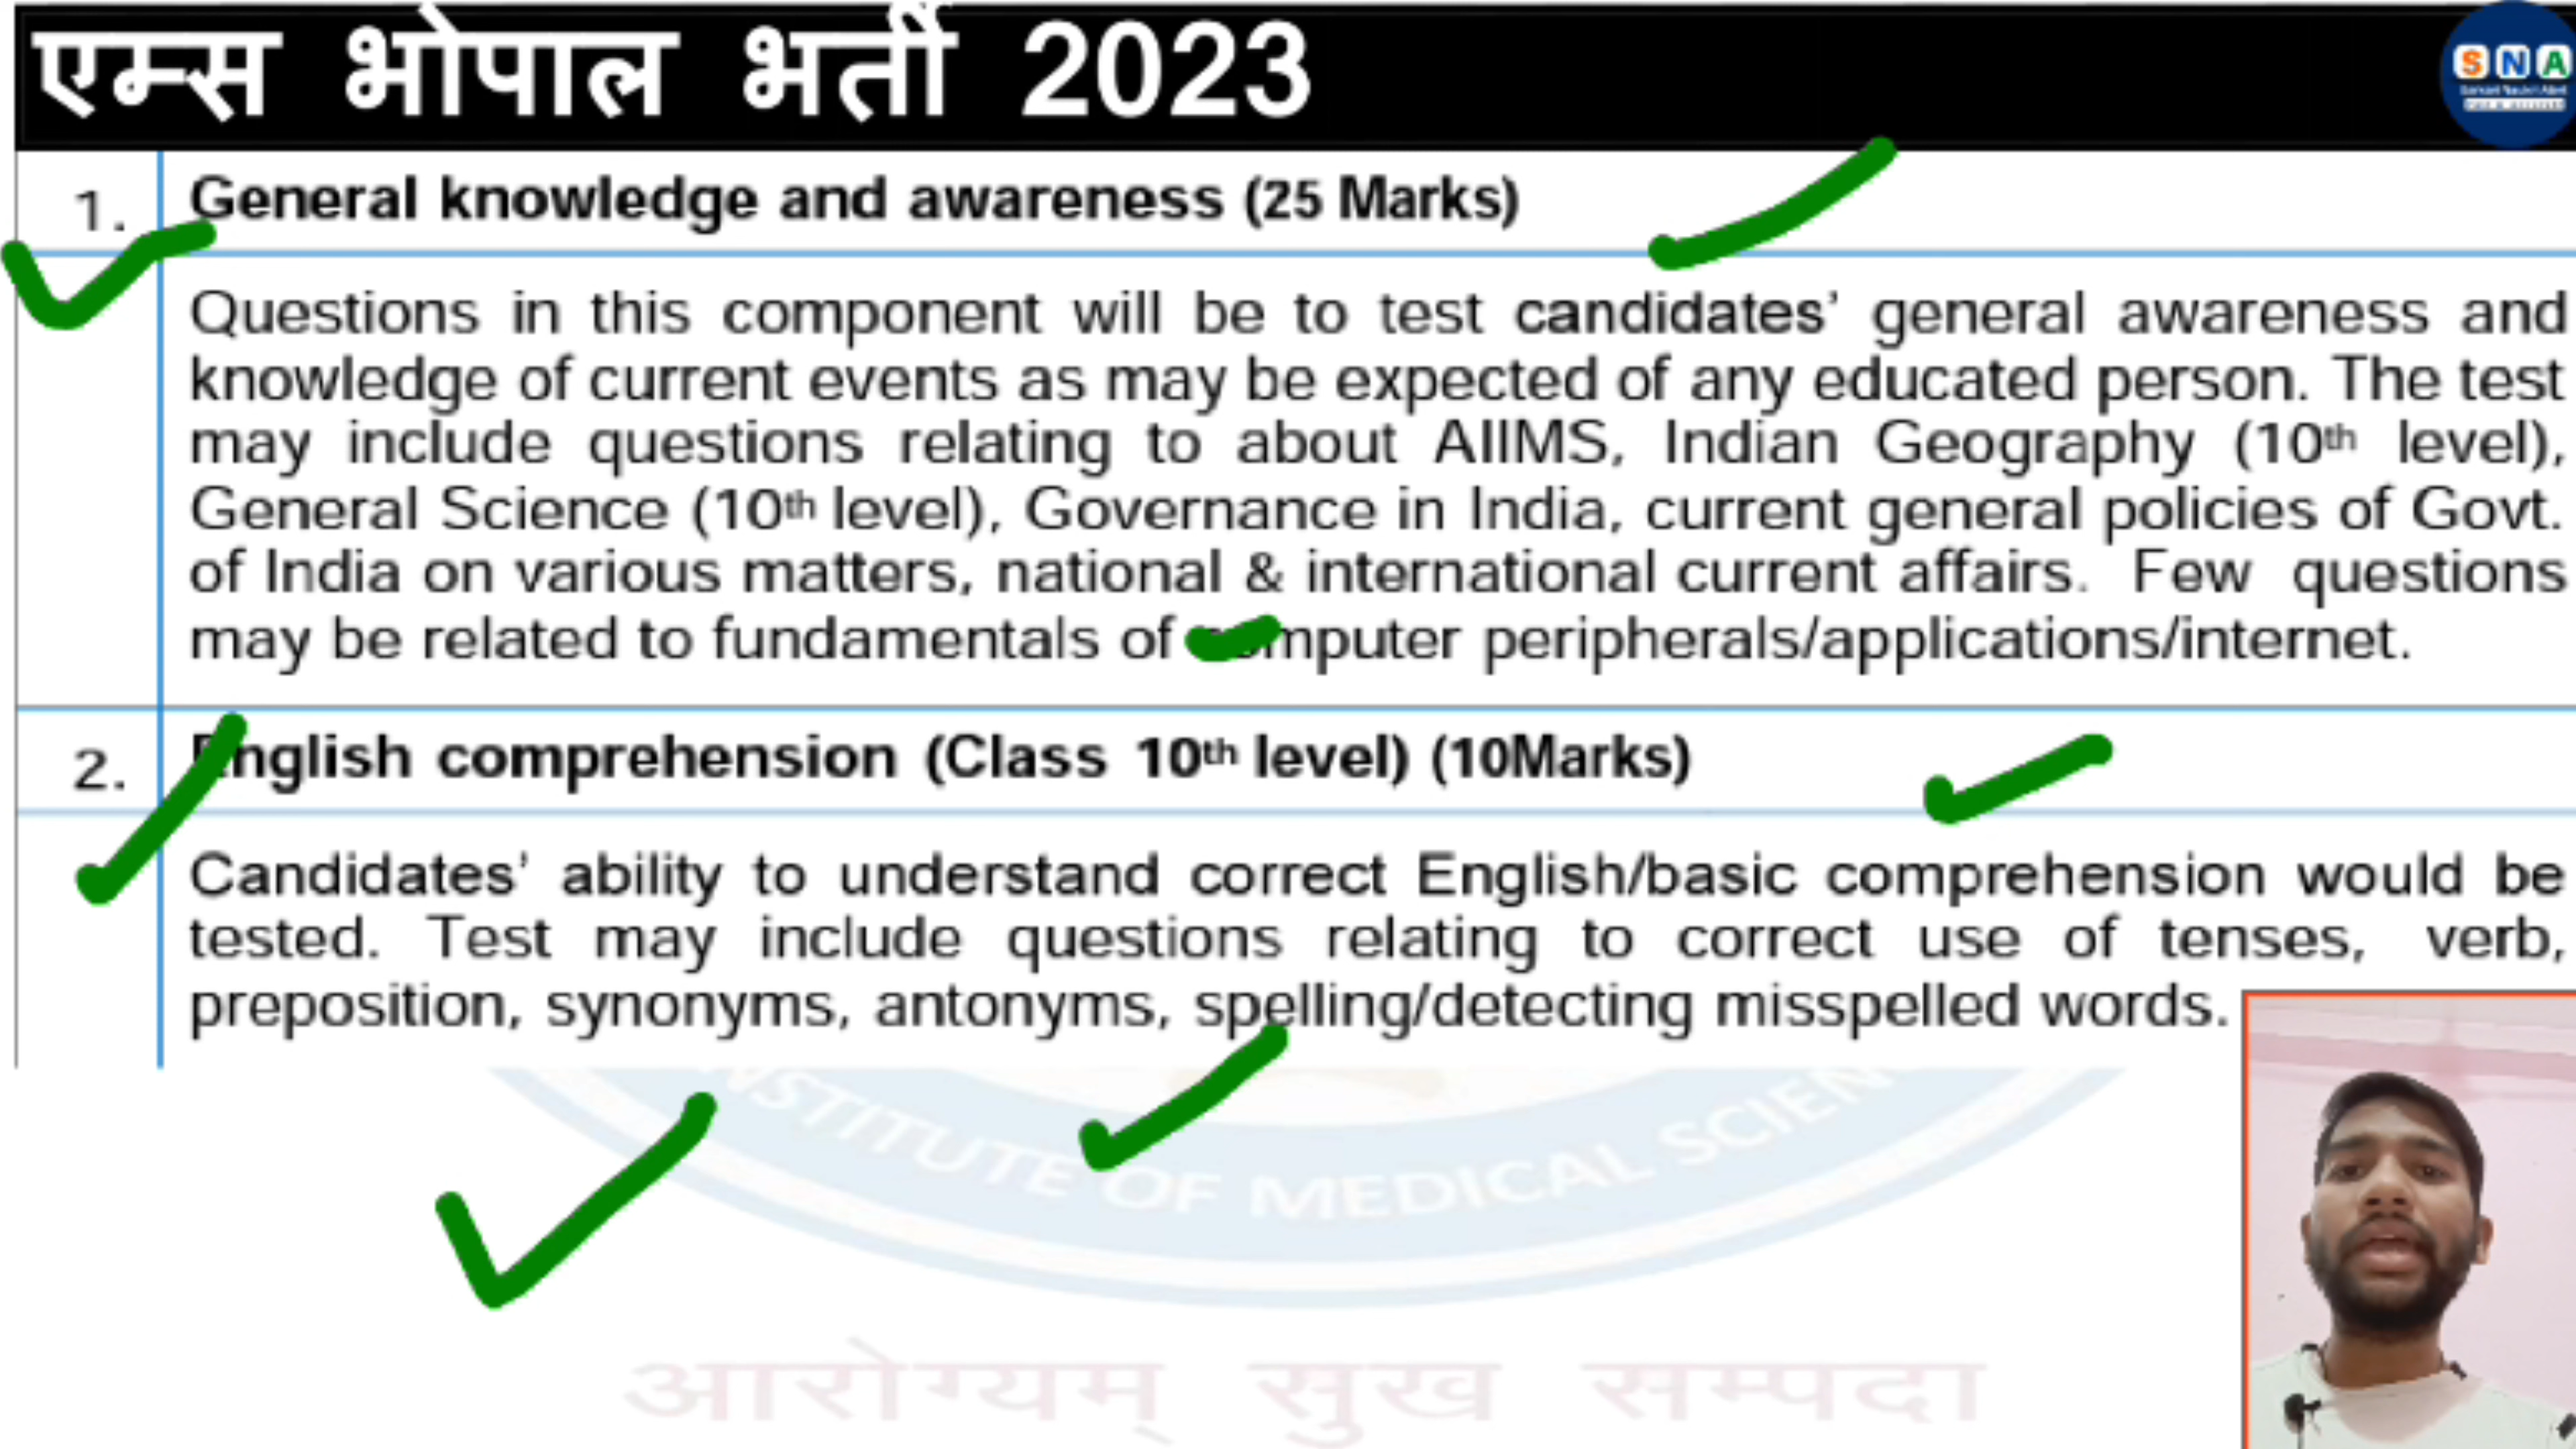 एम्स भोपाल भर्ती 2023
SNA
1. General knowledge and awareness (25 Marks)
Questions in this component will be to test candidates’ general awareness and
knowledge of current events as may be expected of any educated person. The test
may include questions relating to about AIIMS, Indian Geography (10th level),
General Science (10th level), Governance in India, current general policies of Govt.
of India on various matters, national & international current affairs. Few questions
may be related to fundamentals of computer peripherals/applications/internet.
2. English comprehension (Class 10th level) (10Marks)
Candidates’ ability to understand correct English/basic comprehension would be
tested. Test may include questions relating to correct use of tenses, verb,
preposition, synonyms, antonyms, spelling/detecting misspelled words.
OF MEDICAL
आरोग्यम् सुख सम्पदा